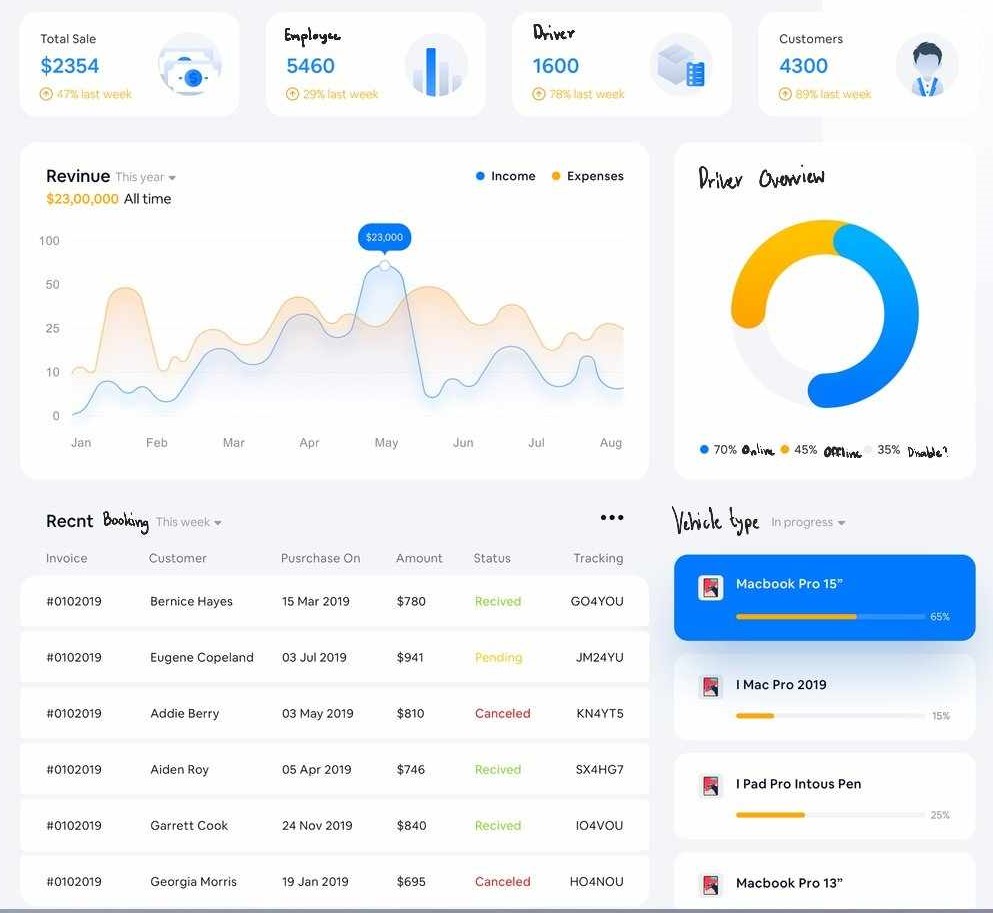 Total Sale
$2354
47% last week
Employee
5460
29% last week
Driver
1600
78% last week
Customers
4300
89% last week
Revinue This year
$23,00,000 All time
Income Expenses
$23,000
100
50
25
10
0
Jan Feb Mar Apr May Jun Jul Aug
Driver Overview
70% Online 45% Offline 35% Disable?
Recnt Booking This week
Invoice Customer Pusrchase On Amount Status Tracking
#0102019 Bernice Hayes 15 Mar 2019 $780 Recived GO4YOU
#0102019 Eugene Copeland 03 Jul 2019 $941 Pending JM24YU
#0102019 Addie Berry 03 May 2019 $810 Canceled KN4YT5
#0102019 Aiden Roy 05 Apr 2019 $746 Recived SX4HG7
#0102019 Garrett Cook 24 Nov 2019 $840 Recived IO4VOU
#0102019 Georgia Morris 19 Jan 2019 $695 Canceled HO4NOU
Vehicle type In progress
Macbook Pro 15”
65%
I Mac Pro 2019
15%
I Pad Pro Intous Pen
25%
Macbook Pro 13”